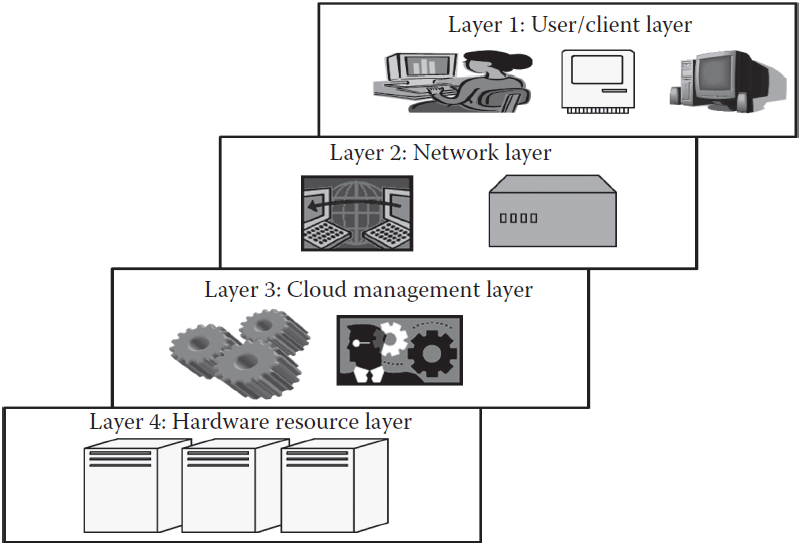 Layer 1: User/client layer
Layer 2: Network layer
Layer 3: Cloud management layer
Layer 4: Hardware resource layer